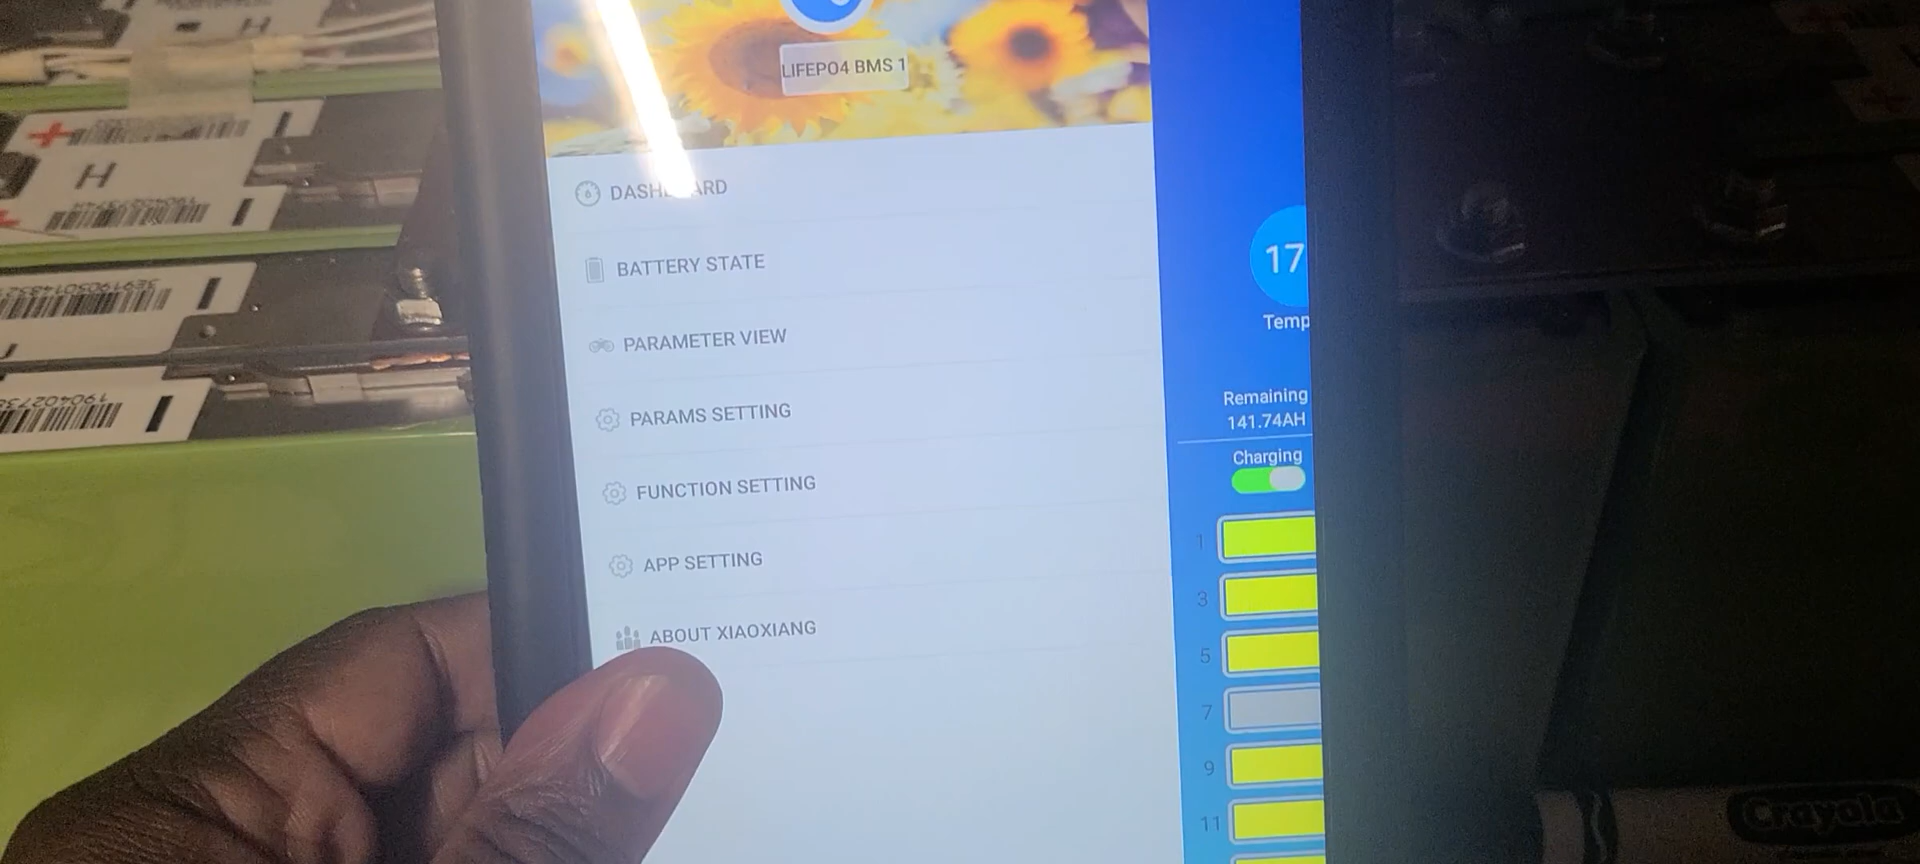 LIFEPO4 BMS 1
BATTERY STATE
PARAMETER VIEW
PARAMS SETTING
FUNCTION SETTING
APP SETTING
ABOUT XIAOXIANG
17
Temp
Remaining
141.74AH
Charging
1
3
5
7
9
11
H
H
Crayola